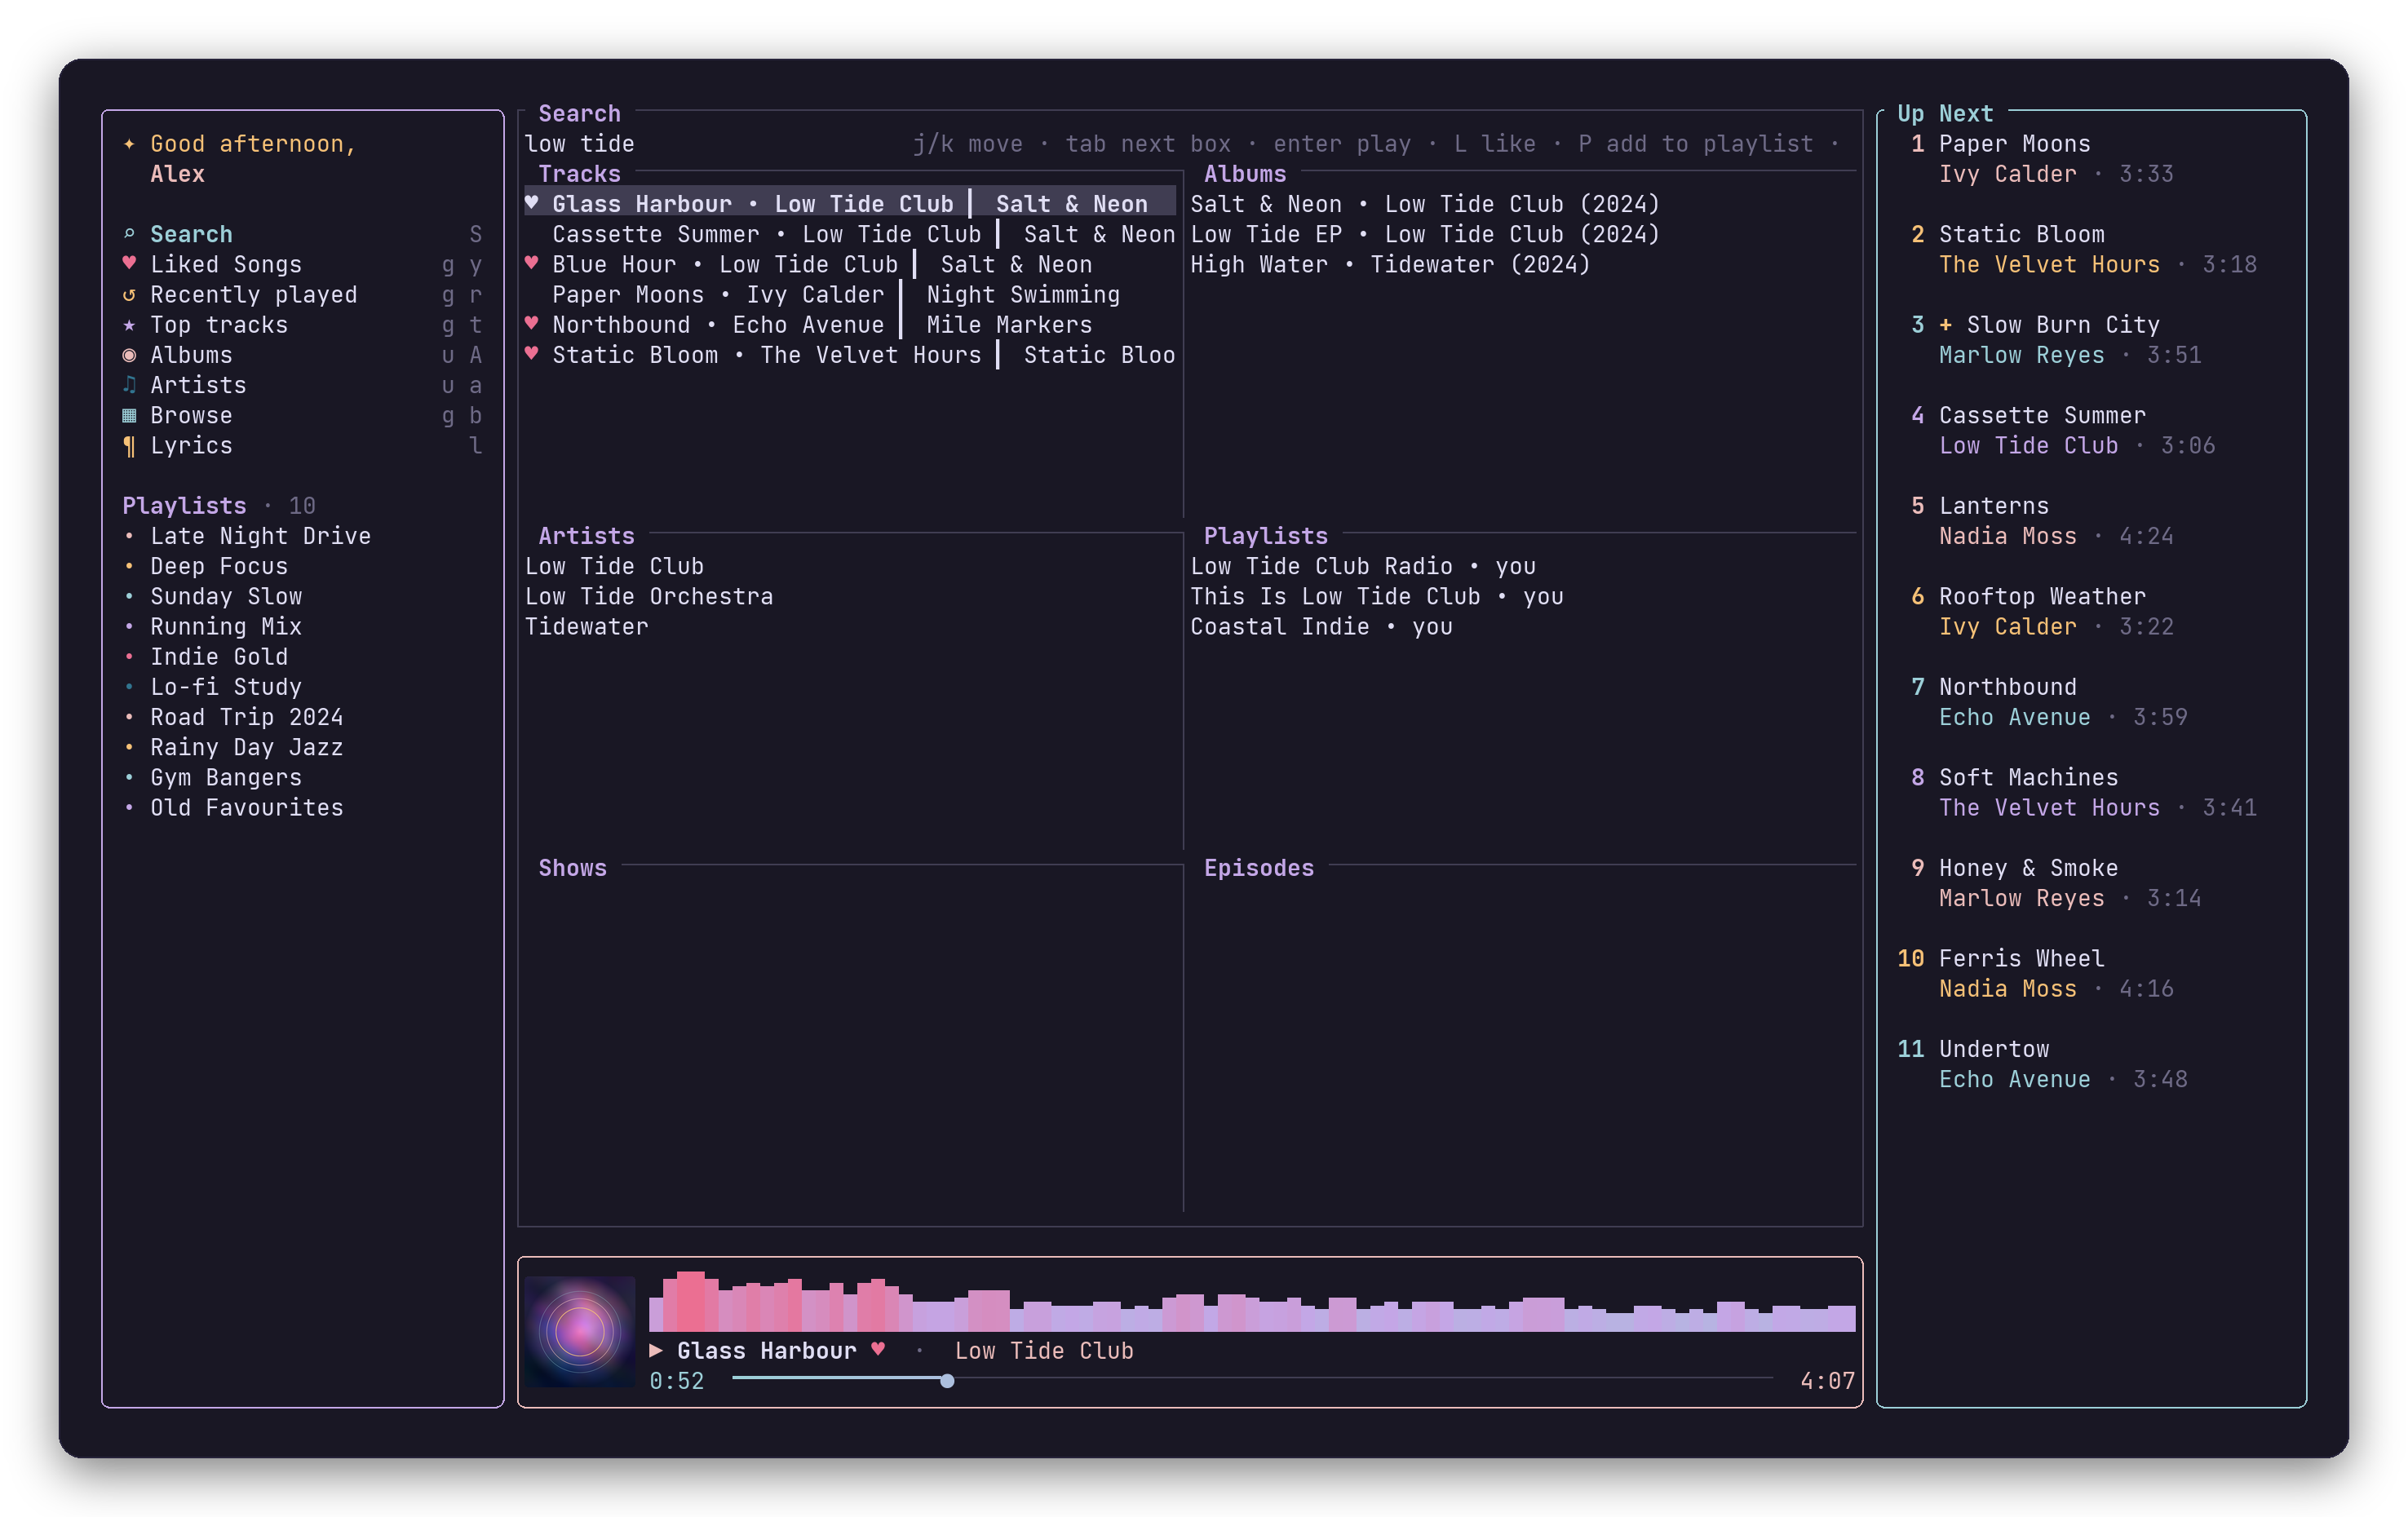 ✦ Good afternoon,
Alex
⌕ Search S
♥ Liked Songs g y
↺ Recently played g r
★ Top tracks g t
◉ Albums u A
♫ Artists u a
▦ Browse g b
¶ Lyrics l
Playlists · 10
• Late Night Drive
• Deep Focus
• Sunday Slow
• Running Mix
• Indie Gold
• Lo-fi Study
• Road Trip 2024
• Rainy Day Jazz
• Gym Bangers
• Old Favourites
Search
low tide j/k move · tab next box · enter play · L like · P add to playlist ·
Tracks
♥ Glass Harbour • Low Tide Club ┃ Salt & Neon
Cassette Summer • Low Tide Club ┃ Salt & Neon
♥ Blue Hour • Low Tide Club ┃ Salt & Neon
Paper Moons • Ivy Calder ┃ Night Swimming
♥ Northbound • Echo Avenue ┃ Mile Markers
♥ Static Bloom • The Velvet Hours ┃ Static Bloo
Albums
Salt & Neon • Low Tide Club (2024)
Low Tide EP • Low Tide Club (2024)
High Water • Tidewater (2024)
Artists
Low Tide Club
Low Tide Orchestra
Tidewater
Playlists
Low Tide Club Radio • you
This Is Low Tide Club • you
Coastal Indie • you
Shows
Episodes
▶ Glass Harbour ♥ · Low Tide Club
0:52 4:07
Up Next
1 Paper Moons
Ivy Calder · 3:33
2 Static Bloom
The Velvet Hours · 3:18
3 + Slow Burn City
Marlow Reyes · 3:51
4 Cassette Summer
Low Tide Club · 3:06
5 Lanterns
Nadia Moss · 4:24
6 Rooftop Weather
Ivy Calder · 3:22
7 Northbound
Echo Avenue · 3:59
8 Soft Machines
The Velvet Hours · 3:41
9 Honey & Smoke
Marlow Reyes · 3:14
10 Ferris Wheel
Nadia Moss · 4:16
11 Undertow
Echo Avenue · 3:48